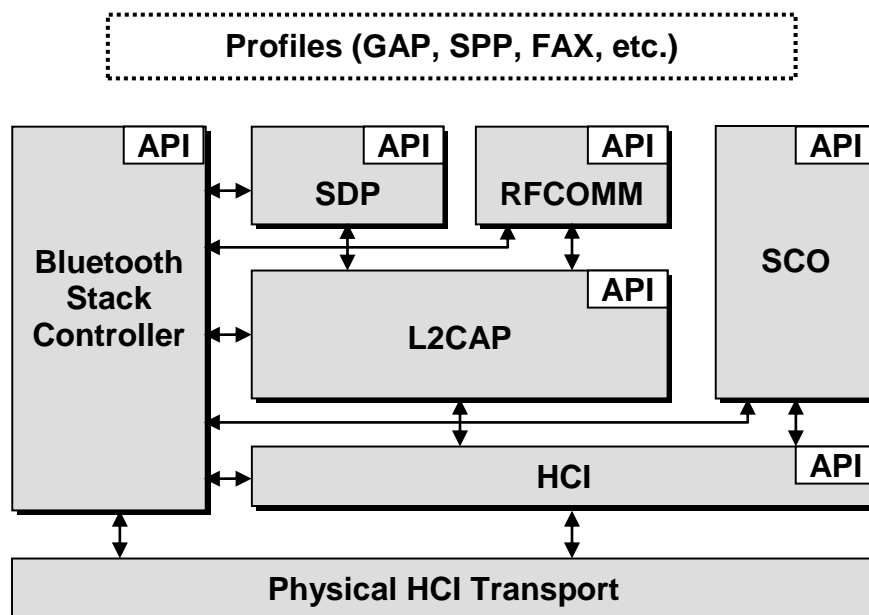 Profiles (GAP, SPP, FAX, etc.)
API
API
API
API
SDP
RFCOMM
Bluetooth
Stack
Controller
SCO
API
L2CAP
API
HCI
Physical HCI Transport